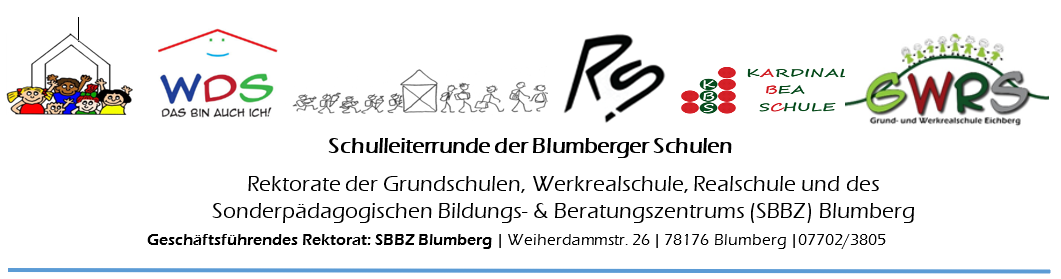 WDS
DAS BIN AUCH ICH!
RS
KBS
KARDINAL
BEA
SCHULE
GWRS
Grund- und Werkrealschule Eichberg
Schulleiterrunde der Blumberger Schulen
Rektorate der Grundschulen, Werkrealschule, Realschule und des
Sonderpädagogischen Bildungs- & Beratungszentrums (SBBZ) Blumberg
Geschäftsführendes Rektorat: SBBZ Blumberg | Weiherdammstr. 26 | 78176 Blumberg |07702/3805